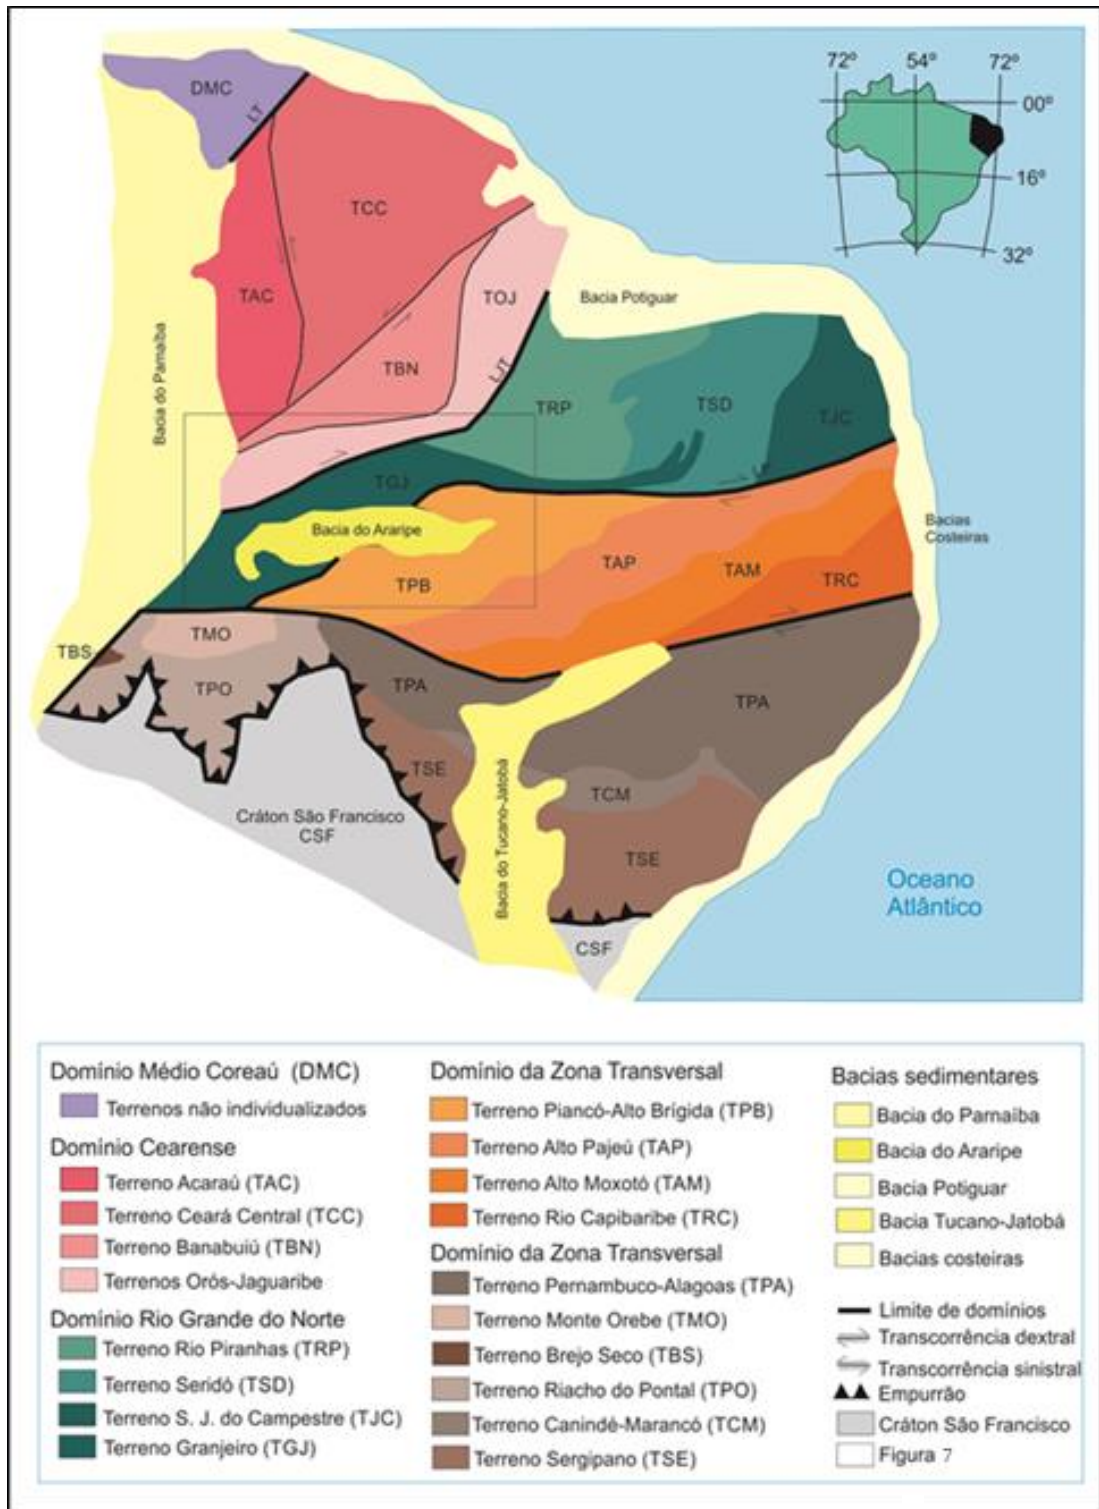 72º 54º 72º
00º
16º
32º
DMC
LT
TCC
TAC
TOJ
Bacia Potiguar
Bacia do Parnaíba
TBN
LJT
TRP
TSD
TJC
TGJ
LP
Bacia do Araripe
Bacias
Costeiras
TAP
TAM
TRC
TPB
TMO
TBS
TPO
TPA
TPA
TSE
TCM
Cráton São Francisco
CSF
Bacia do Tucano-Jatobá
TSE
Oceano
Atlântico
CSF
Domínio Médio Coreaú (DMC)
Terrenos não individualizados
Domínio Cearense
Terreno Acaraú (TAC)
Terreno Ceará Central (TCC)
Terreno Banabuiú (TBN)
Terrenos Orós-Jaguaribe
Domínio Rio Grande do Norte
Terreno Rio Piranhas (TRP)
Terreno Seridó (TSD)
Terreno S. J. do Campestre (TJC)
Terreno Granjeiro (TGJ)
Domínio da Zona Transversal
Terreno Piancó-Alto Brígida (TPB)
Terreno Alto Pajeú (TAP)
Terreno Alto Moxotó (TAM)
Terreno Rio Capibaribe (TRC)
Domínio da Zona Transversal
Terreno Pernambuco-Alagoas (TPA)
Terreno Monte Orebe (TMO)
Terreno Brejo Seco (TBS)
Terreno Riacho do Pontal (TPO)
Terreno Canindé-Marancó (TCM)
Terreno Sergipano (TSE)
Bacias sedimentares
Bacia do Parnaíba
Bacia do Araripe
Bacia Potiguar
Bacia Tucano-Jatobá
Bacias costeiras
Limite de domínios
Transcorrência dextral
Transcorrência sinistral
Empurrão
Cráton São Francisco
Figura 7